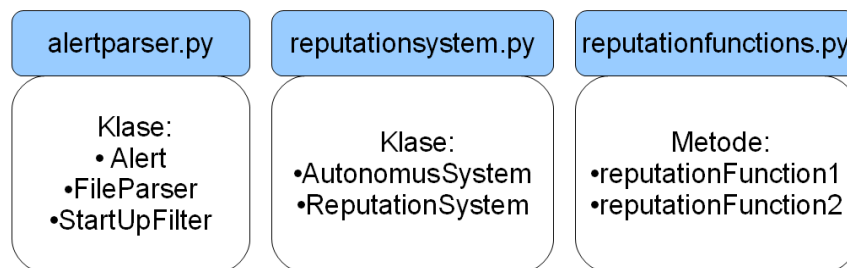 alertparser.py
Klase:
• Alert
•FileParser
•StartUpFilter
reputationsystem.py
Klase:
•AutonomusSystem
•ReputationSystem
reputationfunctions.py
Metode:
•reputationFunction1
•reputationFunction2